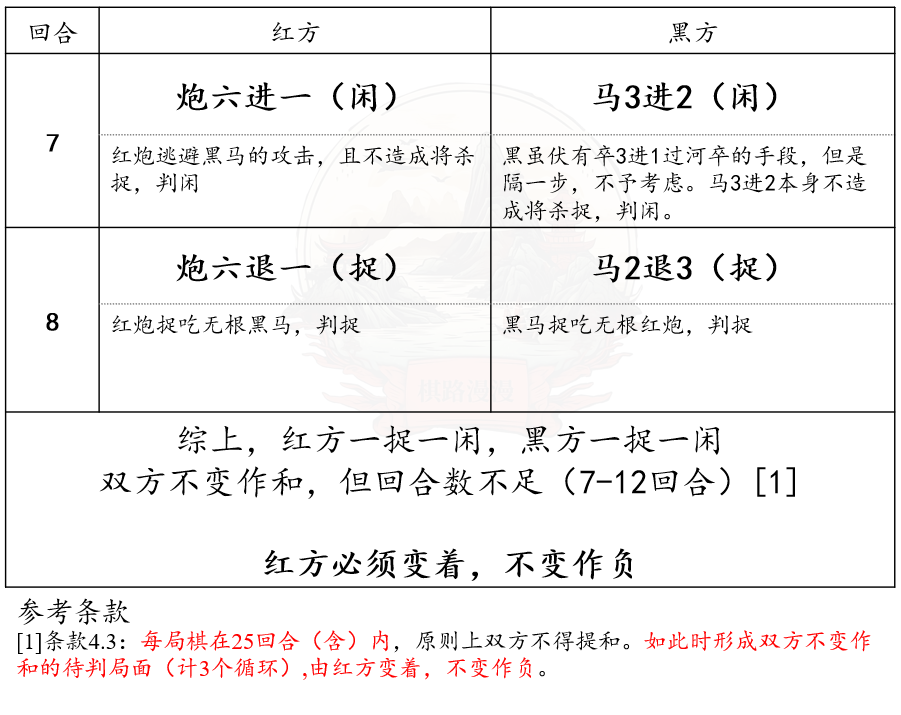 回合 红方 黑方
7
炮六进一（闲）
红炮逃避黑马的攻击，且不造成将杀
捉，判闲
马3进2（闲）
黑虽伏有卒3进1过河卒的手段，但是
隔一步，不予考虑。马3进2本身不造
成将杀捉，判闲。
8
炮六退一（捉）
红炮捉吃无根黑马，判捉
马2退3（捉）
黑马捉吃无根红炮，判捉
棋路漫漫
综上，红方一捉一闲，黑方一捉一闲
双方不变作和，但回合数不足（7-12回合）[1]
红方必须变着，不变作负
参考条款
[1]条款4.3：每局棋在25回合（含）内，原则上双方不得提和。如此时形成双方不变作
和的待判局面（计3个循环）,由红方变着，不变作负。